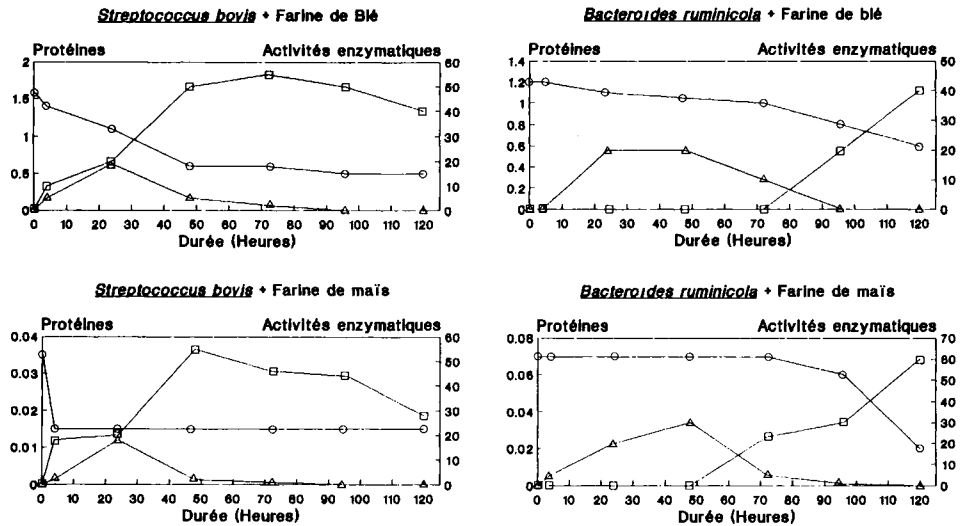 Streptococcus bovis + Farine de Blé
Protéines Activités enzymatiques
2 60
50
1.5
40
1 30
20
0.5
10
0 0
0 10 20 30 40 50 60 70 80 90 100 110 120
Durée (Heures)
Bacteroides ruminicola + Farine de blé
Protéines Activités enzymatiques
1.4 50
1.2
40
1
0.8 30
0.6
20
0.4
10
0.2
0 0
0 10 20 30 40 50 60 70 80 90 100 110 120
Durée (Heures)
Streptococcus bovis + Farine de maïs
Protéines Activités enzymatiques
0.04 60
50
0.03
40
0.02 30
20
0.01
10
0 0
0 10 20 30 40 50 60 70 80 90 100 110 120
Durée (Heures)
Bacteroides ruminicola + Farine de maïs
Protéines Activités enzymatiques
0.08 70
60
0.06
50
40
0.04
30
0.02 20
10
0 0
0 10 20 30 40 50 60 70 80 90 100 110 120
Durée (Heures)